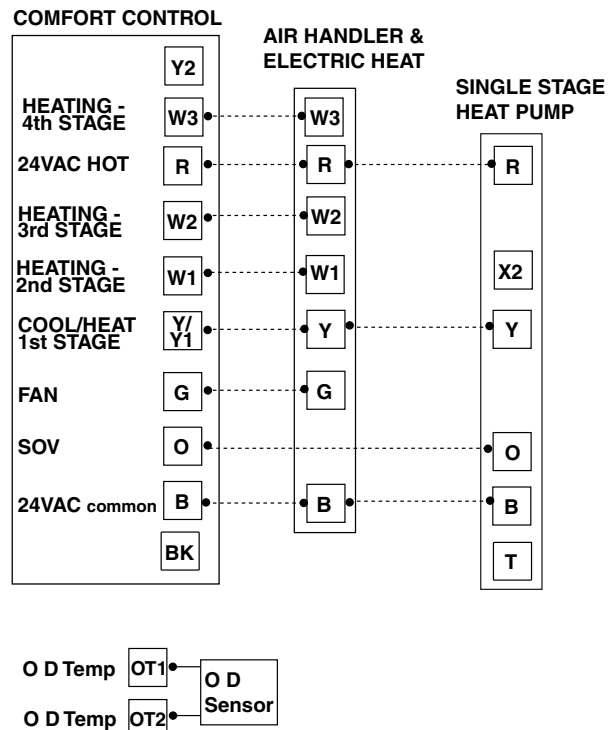 COMFORT CONTROL
AIR HANDLER &
ELECTRIC HEAT
SINGLE STAGE
HEAT PUMP
Y2
HEATING -
4th STAGE
W3
W3
24VAC HOT
R
R
R
HEATING -
3rd STAGE
W2
W2
HEATING -
2nd STAGE
W1
W1
X2
COOL/HEAT
1st STAGE
Y/
Y1
Y
Y
FAN
G
G
SOV
O
O
24VAC common
B
B
B
BK
T
O D Temp
OT1
O D
Sensor
O D Temp
OT2